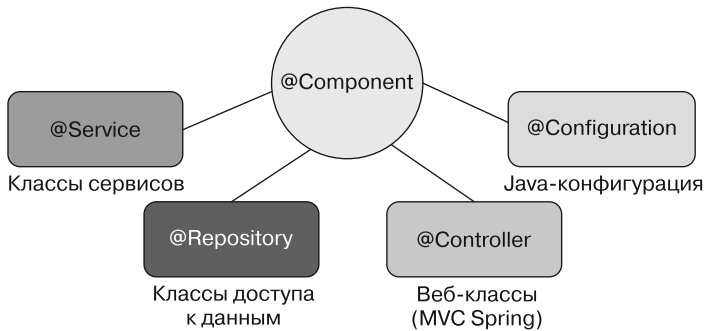 @Component
@Service
Классы сервисов
@Configuration
Java-конфигурация
@Repository
Классы доступа
к данным
@Controller
Веб-классы
(MVC Spring)